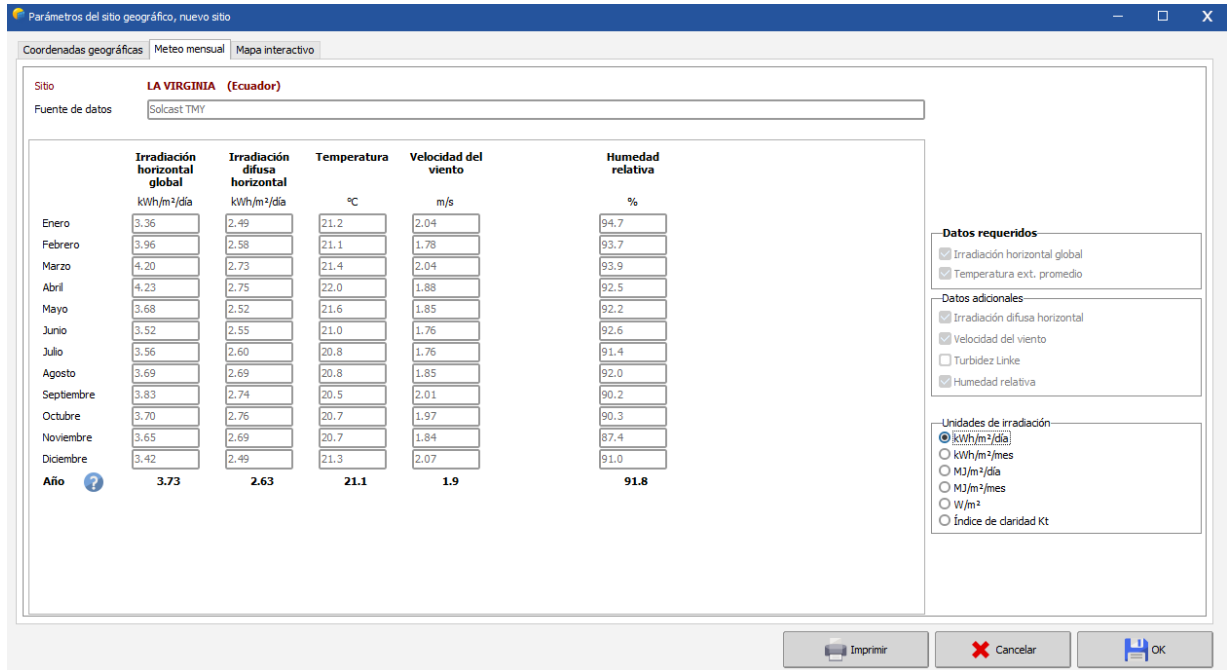 Parámetros del sitio geográfico, nuevo sitio
Coordenadas geográficas Meteo mensual Mapa interactivo
Sitio LA VIRGINIA (Ecuador)
Fuente de datos Solcast TMY
Irradiación horizontal global Irradiación difusa horizontal Temperatura Velocidad del viento Humedad relativa
kWh/m²/día kWh/m²/día ºC m/s %
Enero 3.36 2.49 21.2 2.04 94.7
Febrero 3.96 2.58 21.1 1.78 93.7
Marzo 4.20 2.73 21.4 2.04 93.9
Abril 4.23 2.75 22.0 1.88 92.5
Mayo 3.68 2.52 21.6 1.85 92.2
Junio 3.52 2.55 21.0 1.76 92.6
Julio 3.56 2.60 20.8 1.76 91.4
Agosto 3.69 2.69 20.8 1.85 92.0
Septiembre 3.83 2.74 20.5 2.01 90.2
Octubre 3.70 2.76 20.7 1.97 90.3
Noviembre 3.65 2.69 20.7 1.84 87.4
Diciembre 3.42 2.49 21.3 2.07 91.0
Año ? 3.73 2.63 21.1 1.9 91.8
Datos requeridos
Irradiación horizontal global
Temperatura ext. promedio
Datos adicionales
Irradiación difusa horizontal
Velocidad del viento
Turbidez Linke
Humedad relativa
Unidades de irradiación
kWh/m²/día
kWh/m²/mes
MJ/m²/día
MJ/m²/mes
W/m²
Índice de claridad Kt
Imprimir Cancelar OK